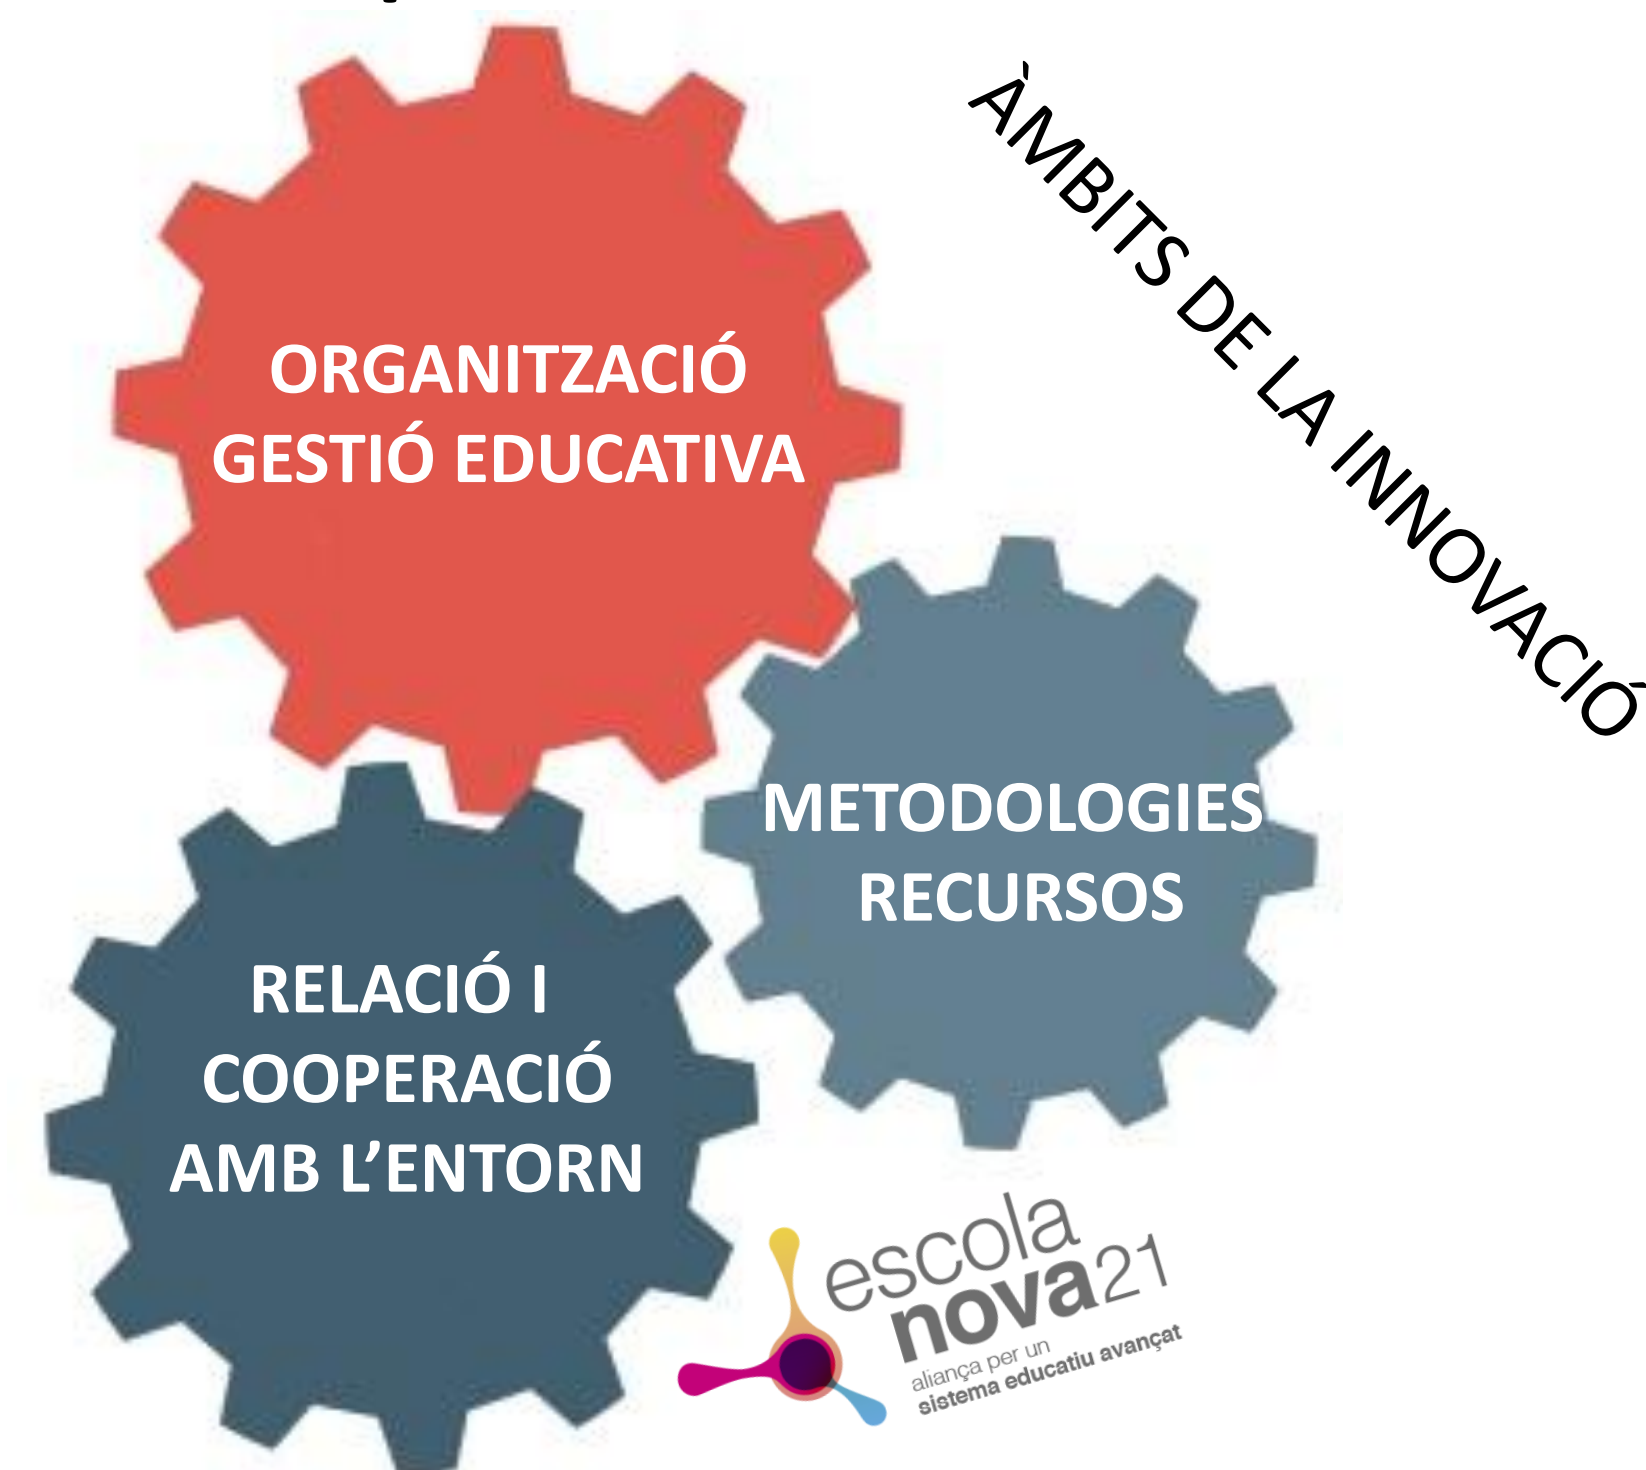 ÀMBITS DE LA INNOVACIÓ
ORGANITZACIÓ
GESTIÓ EDUCATIVA
METODOLOGIES
RECURSOS
RELACIÓ I
COOPERACIÓ
AMB L’ENTORN
escola
nova21
aliança per un
sistema educatiu avançat